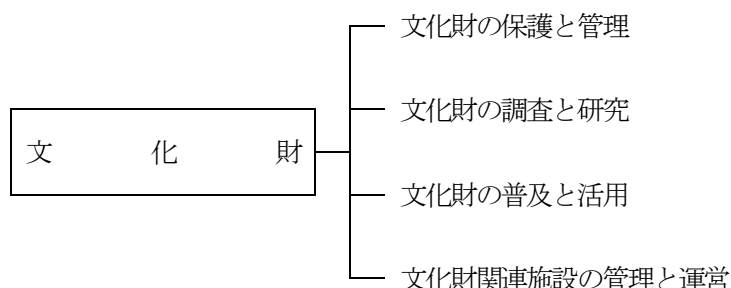 文化財の保護と管理
文化財の調査と研究
文化財
文化財の普及と活用
文化財関連施設の管理と運営